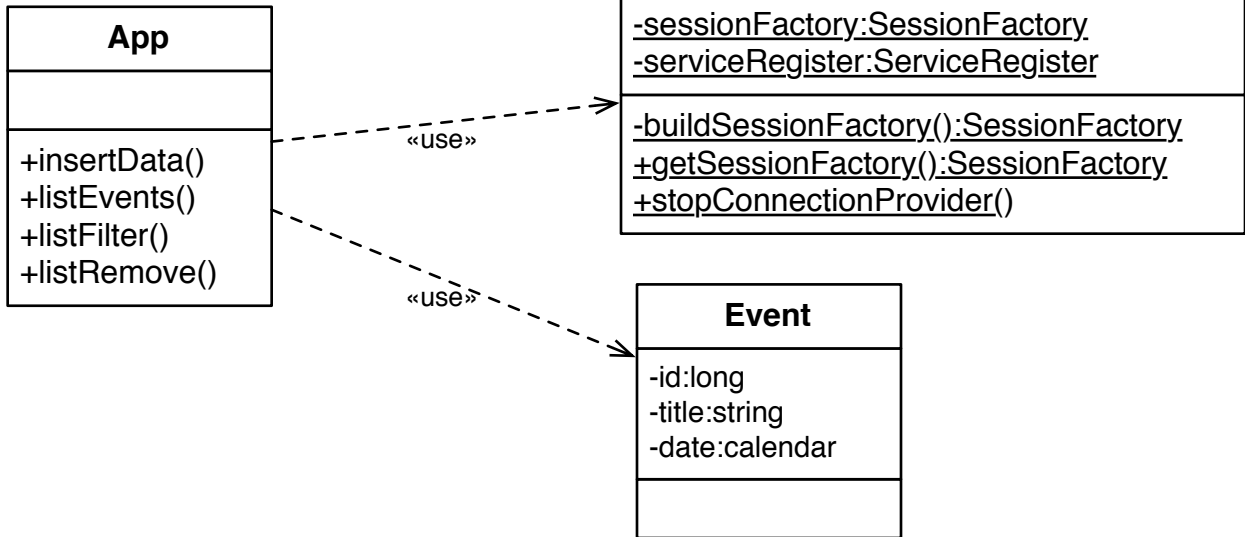 App
+insertData()
+listEvents()
+listFilter()
+listRemove()
«use»
«use»
-sessionFactory:SessionFactory
-serviceRegister:ServiceRegister
-buildSessionFactory():SessionFactory
+getSessionFactory():SessionFactory
+stopConnectionProvider()
Event
-id:long
-title:string
-date:calendar